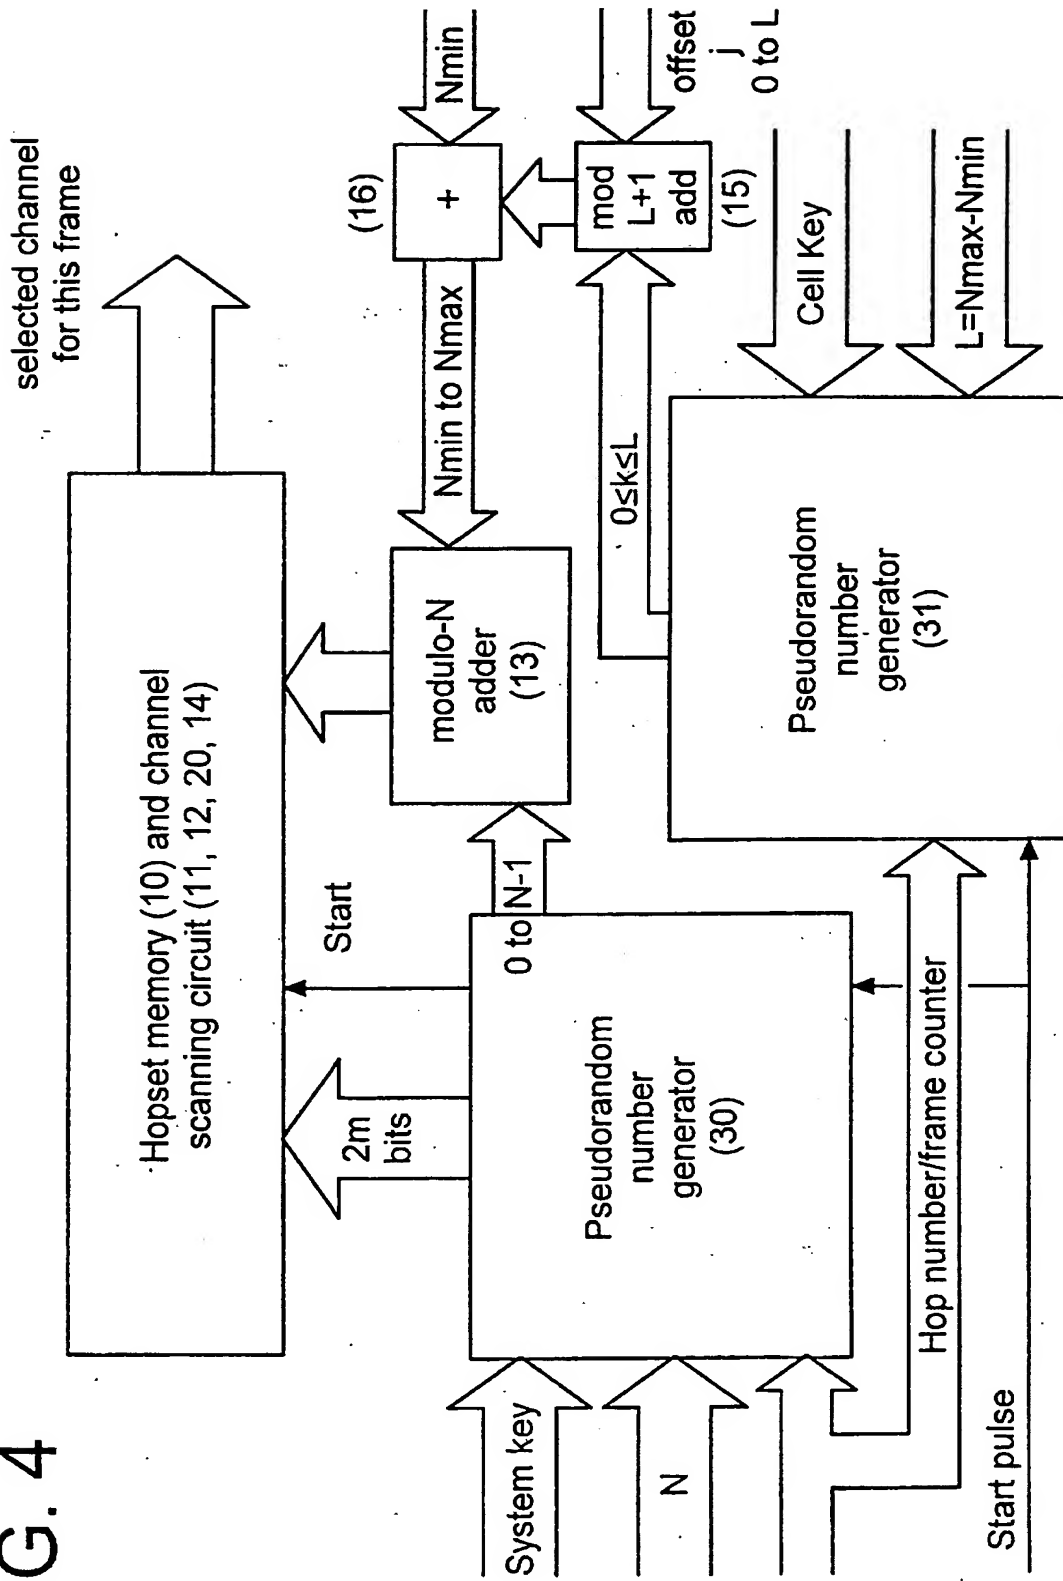 G. 4
selected channel
for this frame
Hopset memory (10) and channel
scanning circuit (11, 12, 20, 14)
2m
bits
Start
modulo-N
adder
(13)
Nmin to Nmax
(16)
+
Nmin
System key
N
Pseudorandom
number
generator
(30)
0 to N-1
0≤k≤L
mod
L+1
add
(15)
offset
j
0 to L
Hop number/frame counter
Start pulse
Pseudorandom
number
generator
(31)
Cell Key
L=Nmax-Nmin